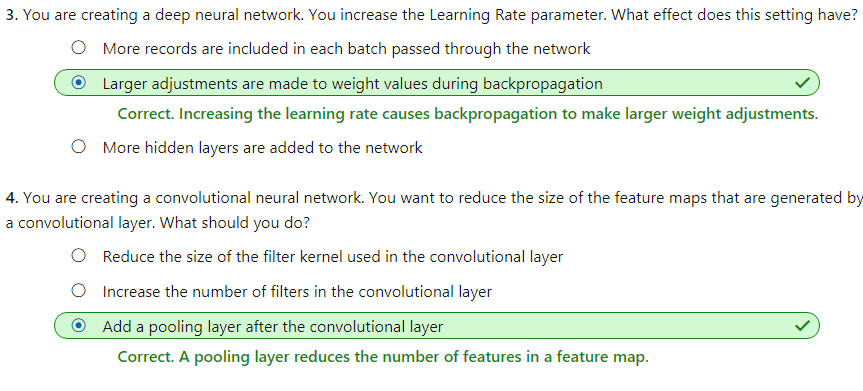 3. You are creating a deep neural network. You increase the Learning Rate parameter. What effect does this setting have?
More records are included in each batch passed through the network
Larger adjustments are made to weight values during backpropagation
Correct. Increasing the learning rate causes backpropagation to make larger weight adjustments.
More hidden layers are added to the network
4. You are creating a convolutional neural network. You want to reduce the size of the feature maps that are generated by
a convolutional layer. What should you do?
Reduce the size of the filter kernel used in the convolutional layer
Increase the number of filters in the convolutional layer
Add a pooling layer after the convolutional layer
Correct. A pooling layer reduces the number of features in a feature map.